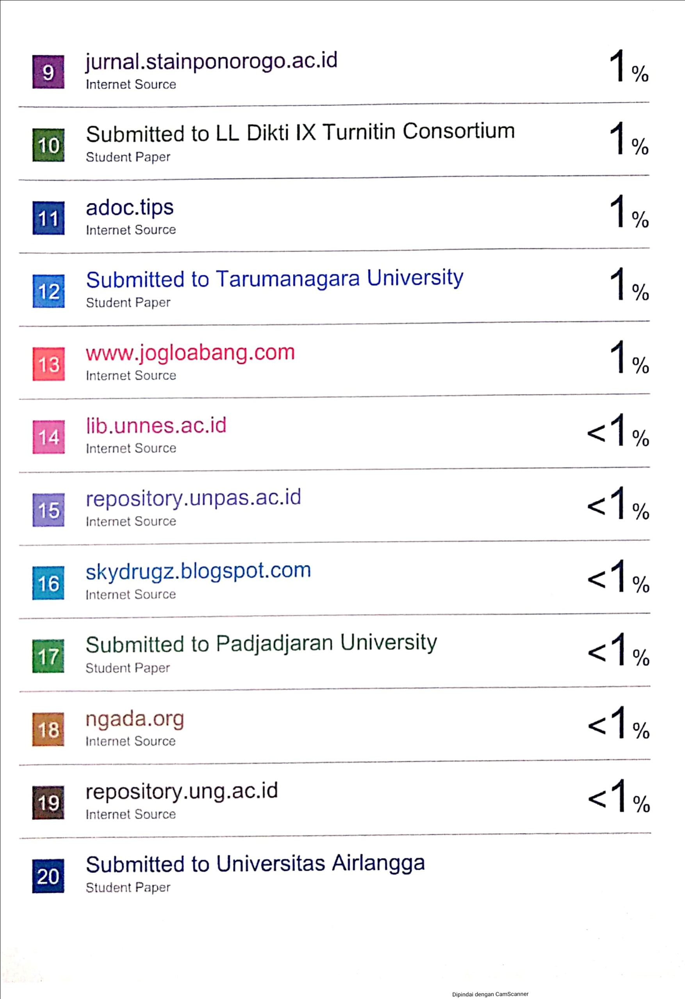 9 jurnal.stainponorogo.ac.id 1%
Internet Source
10 Submitted to LL Dikti IX Turnitin Consortium 1%
Student Paper
11 adoc.tips 1%
Internet Source
12 Submitted to Tarumanagara University 1%
Student Paper
13 www.jogloabang.com 1%
Internet Source
14 lib.unnes.ac.id <1%
Internet Source
15 repository.unpas.ac.id <1%
Internet Source
16 skydrugz.blogspot.com <1%
Internet Source
17 Submitted to Padjadjaran University <1%
Student Paper
18 ngada.org <1%
Internet Source
19 repository.ung.ac.id <1%
Internet Source
20 Submitted to Universitas Airlangga
Student Paper
Dipindai dengan CamScanner